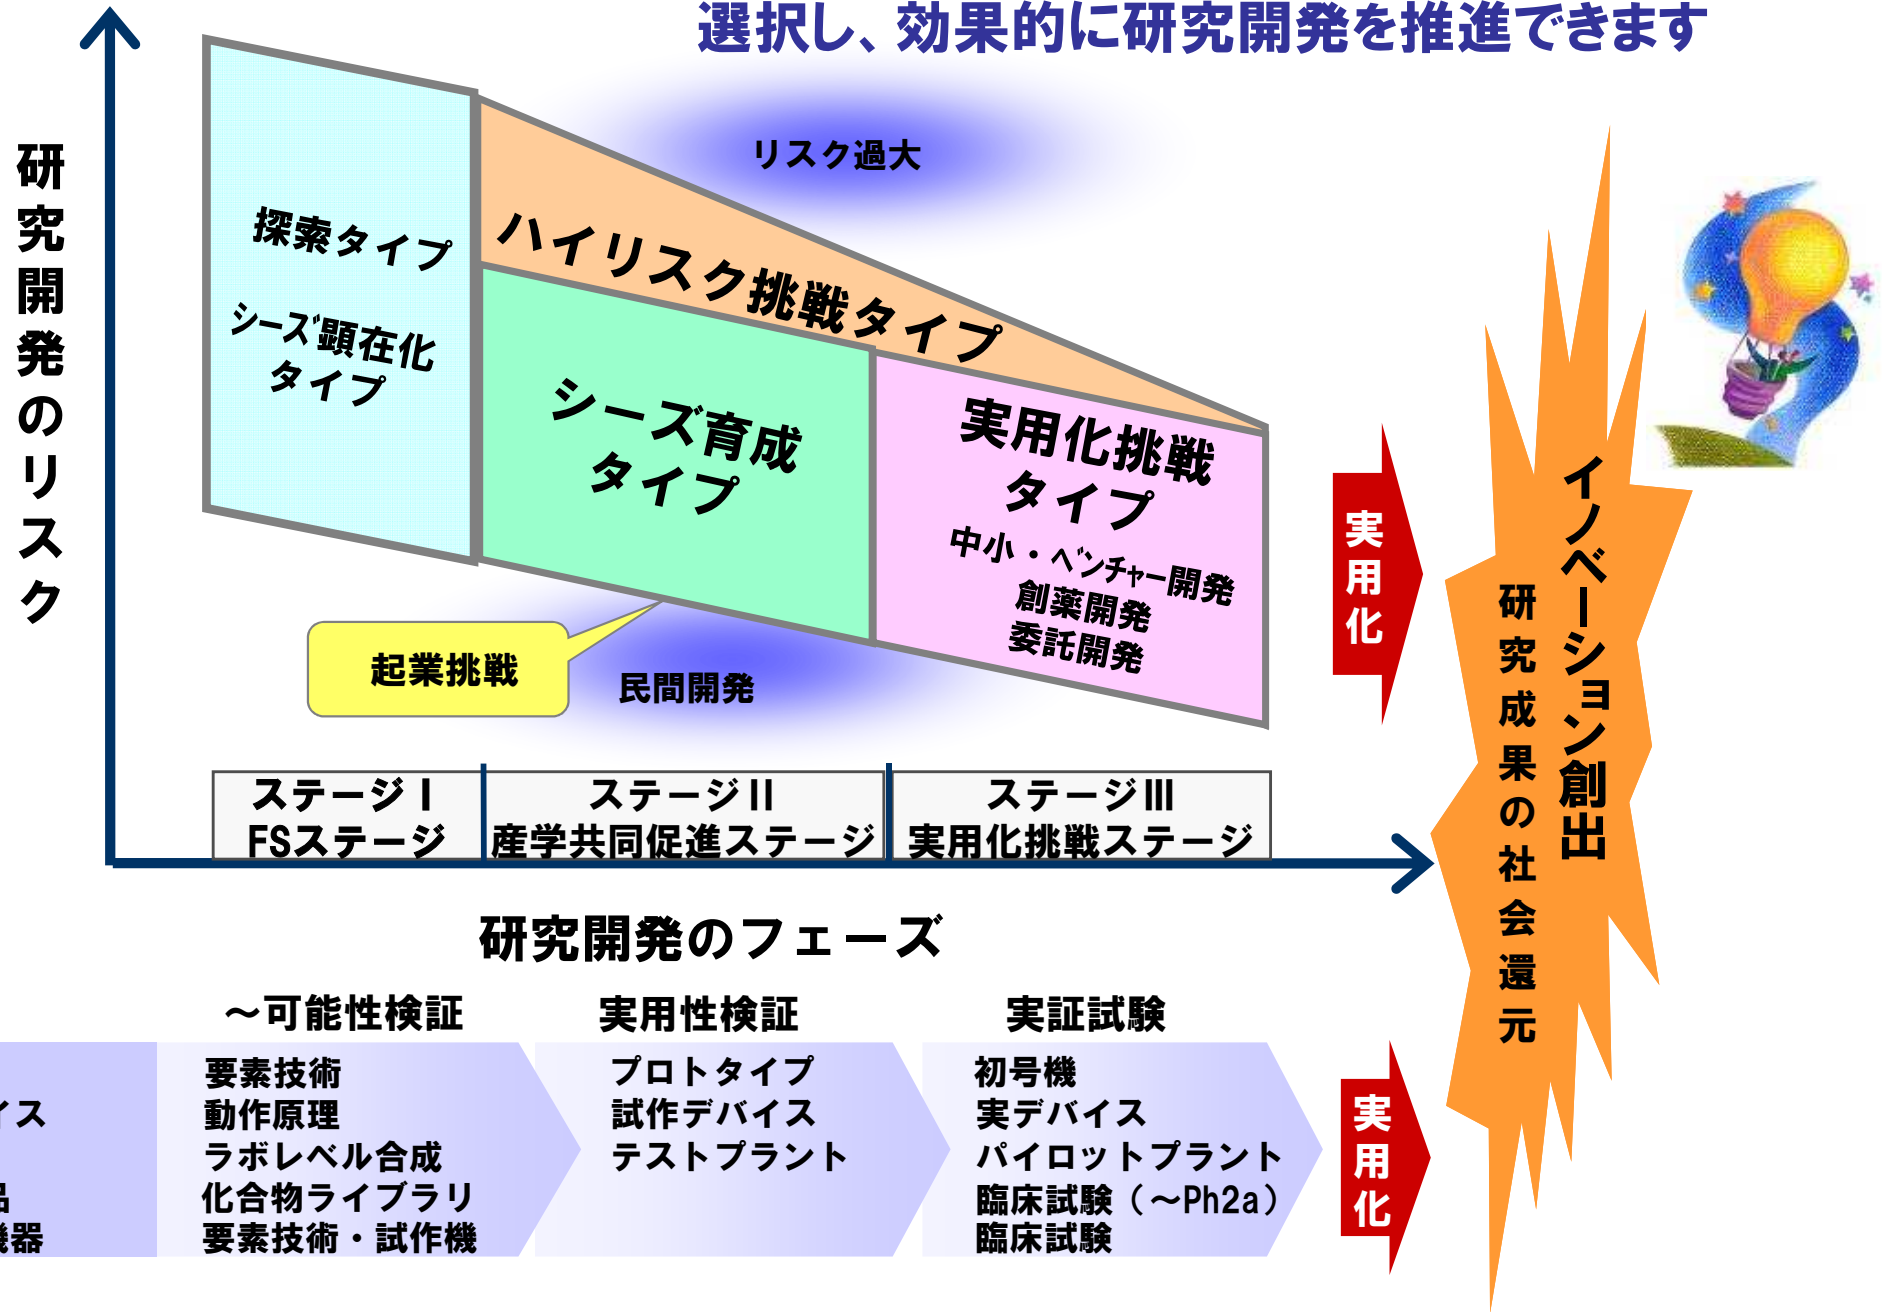 選択し、効果的に研究開発を推進できます
研究開発のリスク
リスク過大
探索タイプ
シーズ顕在化
タイプ
ハイリスク挑戦タイプ
シーズ育成
タイプ
実用化挑戦
タイプ
中小・ベンチャー開発
創薬開発
委託開発
起業挑戦
民間開発
実用化
イノベーション創出
研究成果の社会還元
ステージⅠ
FSステージ
ステージⅡ
産学共同促進ステージ
ステージⅢ
実用化挑戦ステージ
研究開発のフェーズ
～可能性検証
実用性検証
実証試験
イス
品
機器
要素技術
動作原理
ラボレベル合成
化合物ライブラリ
要素技術・試作機
プロトタイプ
試作デバイス
テストプラント
初号機
実デバイス
パイロットプラント
臨床試験（～Ph2a）
臨床試験
実用化